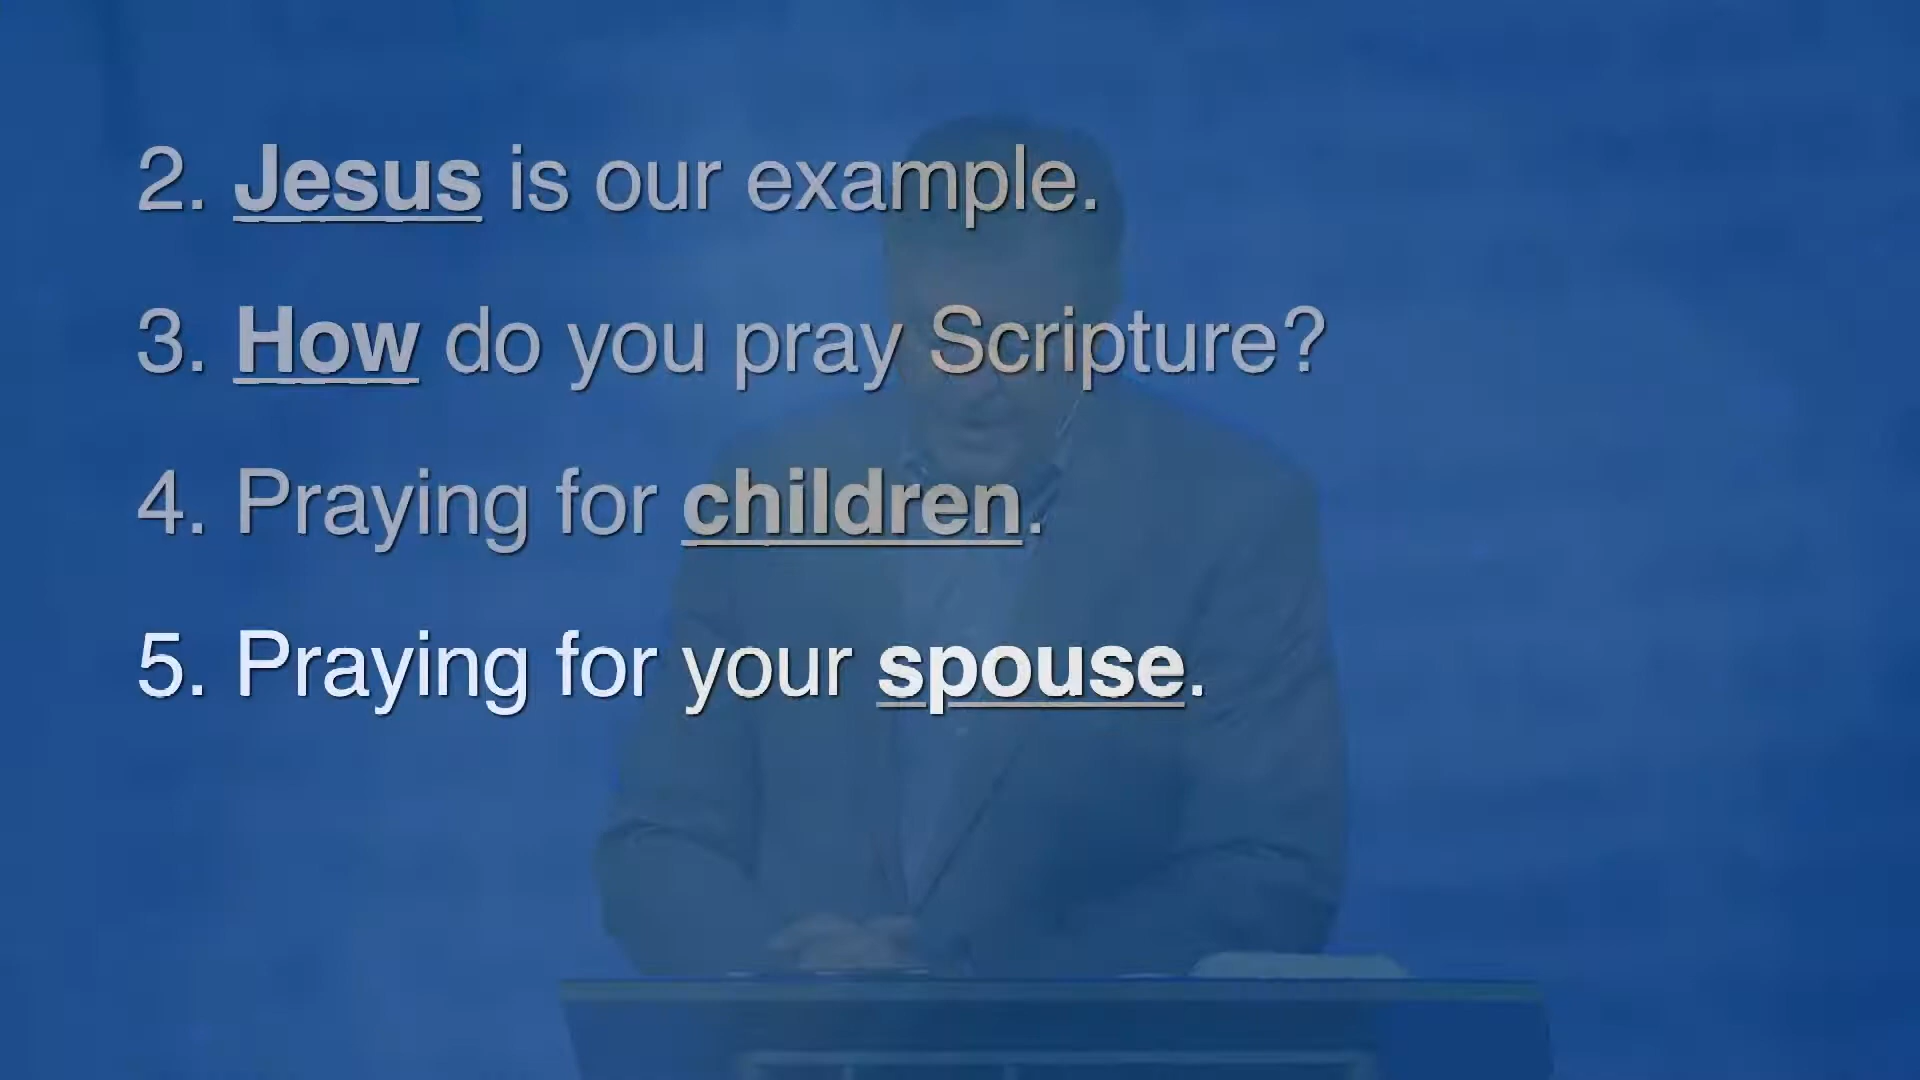 2. Jesus is our example.
3. How do you pray Scripture?
4. Praying for children.
5. Praying for your spouse.